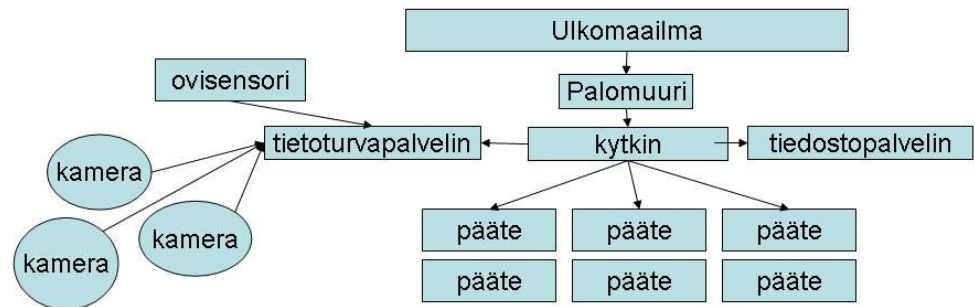 Ulkomaailma
ovisensori
Palomuuri
tietoturvapalvelin
kytkin
tiedostopalvelin
kamera
kamera
kamera
pääte
pääte
pääte
pääte
pääte
pääte